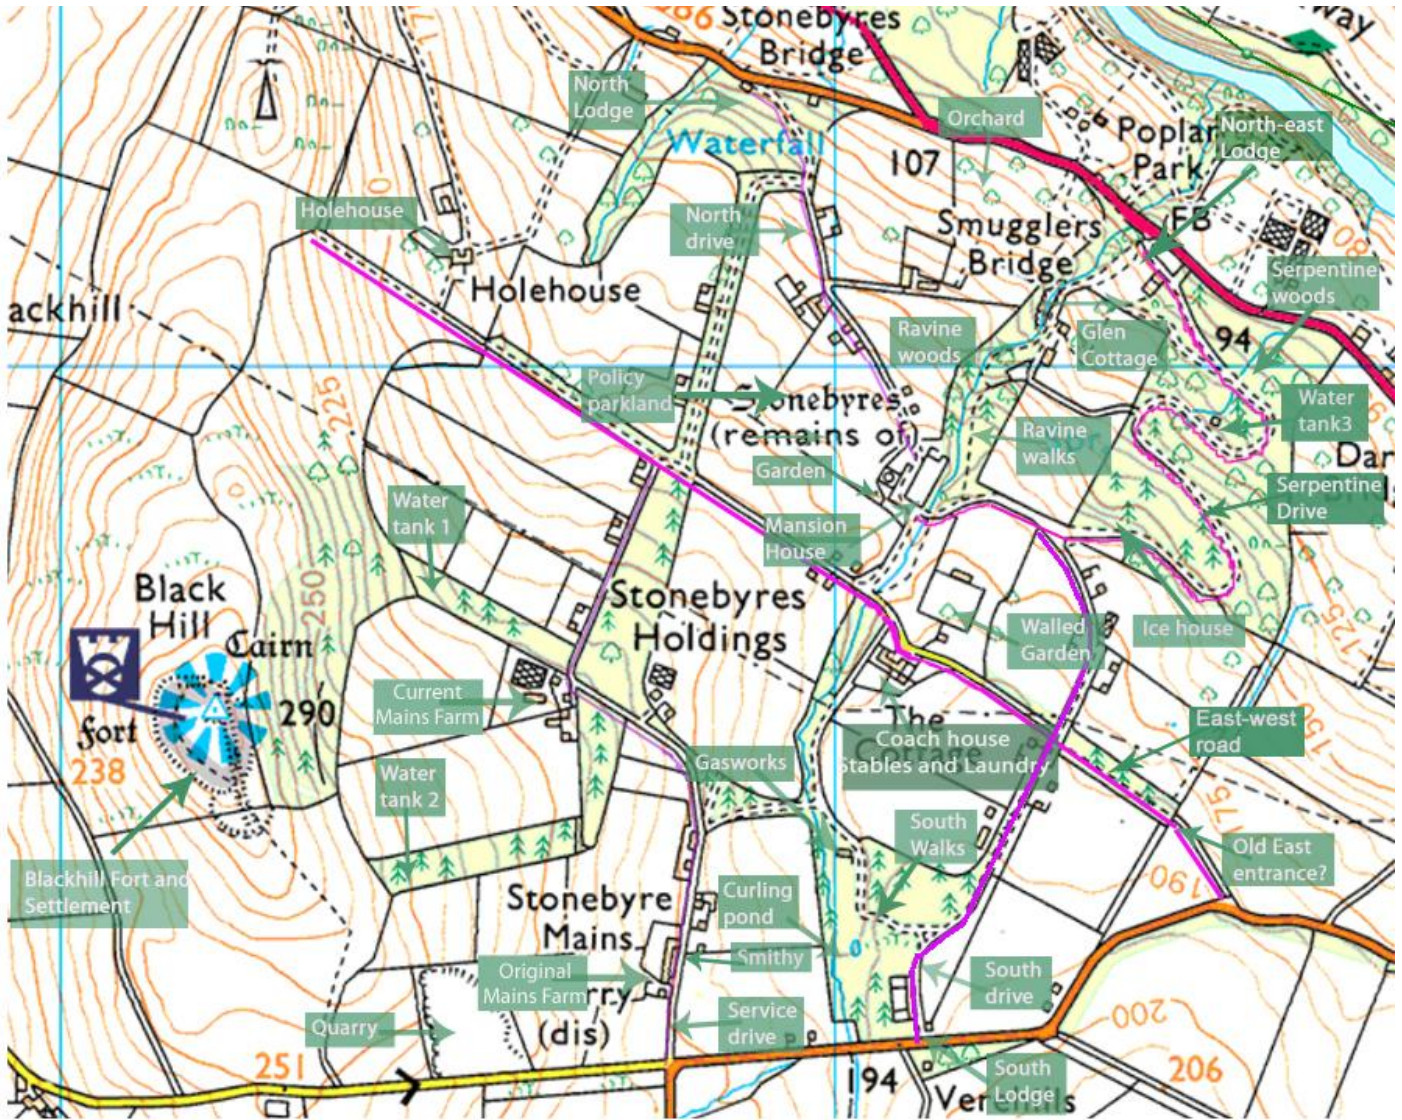 Stonebyres
Bridge
North
Lodge
Waterfall
Orchard
107
Poplar
Park
North-east
Lodge
way
Holehouse
North
drive
Smugglers
Bridge
FB
80
Holehouse
Serpentine
woods
ackhill
Ravine
woods
Glen
Cottage
94
225
Policy
parkland
Stonebyres
(remains of)
Water
tank3
Ravine
walks
Garden
Dar
Serpentine
Drive
Water
tank 1
Mansion
House
250
Black
Hill
Cairn
Stonebyres
Holdings
Walled
Garden
Ice house
125
290
Current
Mains Farm
fort
238
The
Cottage
Coach house
Stables and Laundry
East-west
road
150
Gasworks
Water
tank 2
175
South
Walks
Old East
entrance?
190
Blackhill Fort and
Settlement
Stonebyre
Mains
Curling
pond
Smithy
Original
Mains Farm
South
drive
Quarry
(dis)
Service
drive
200
251
194
South
Lodge
206
Verehills